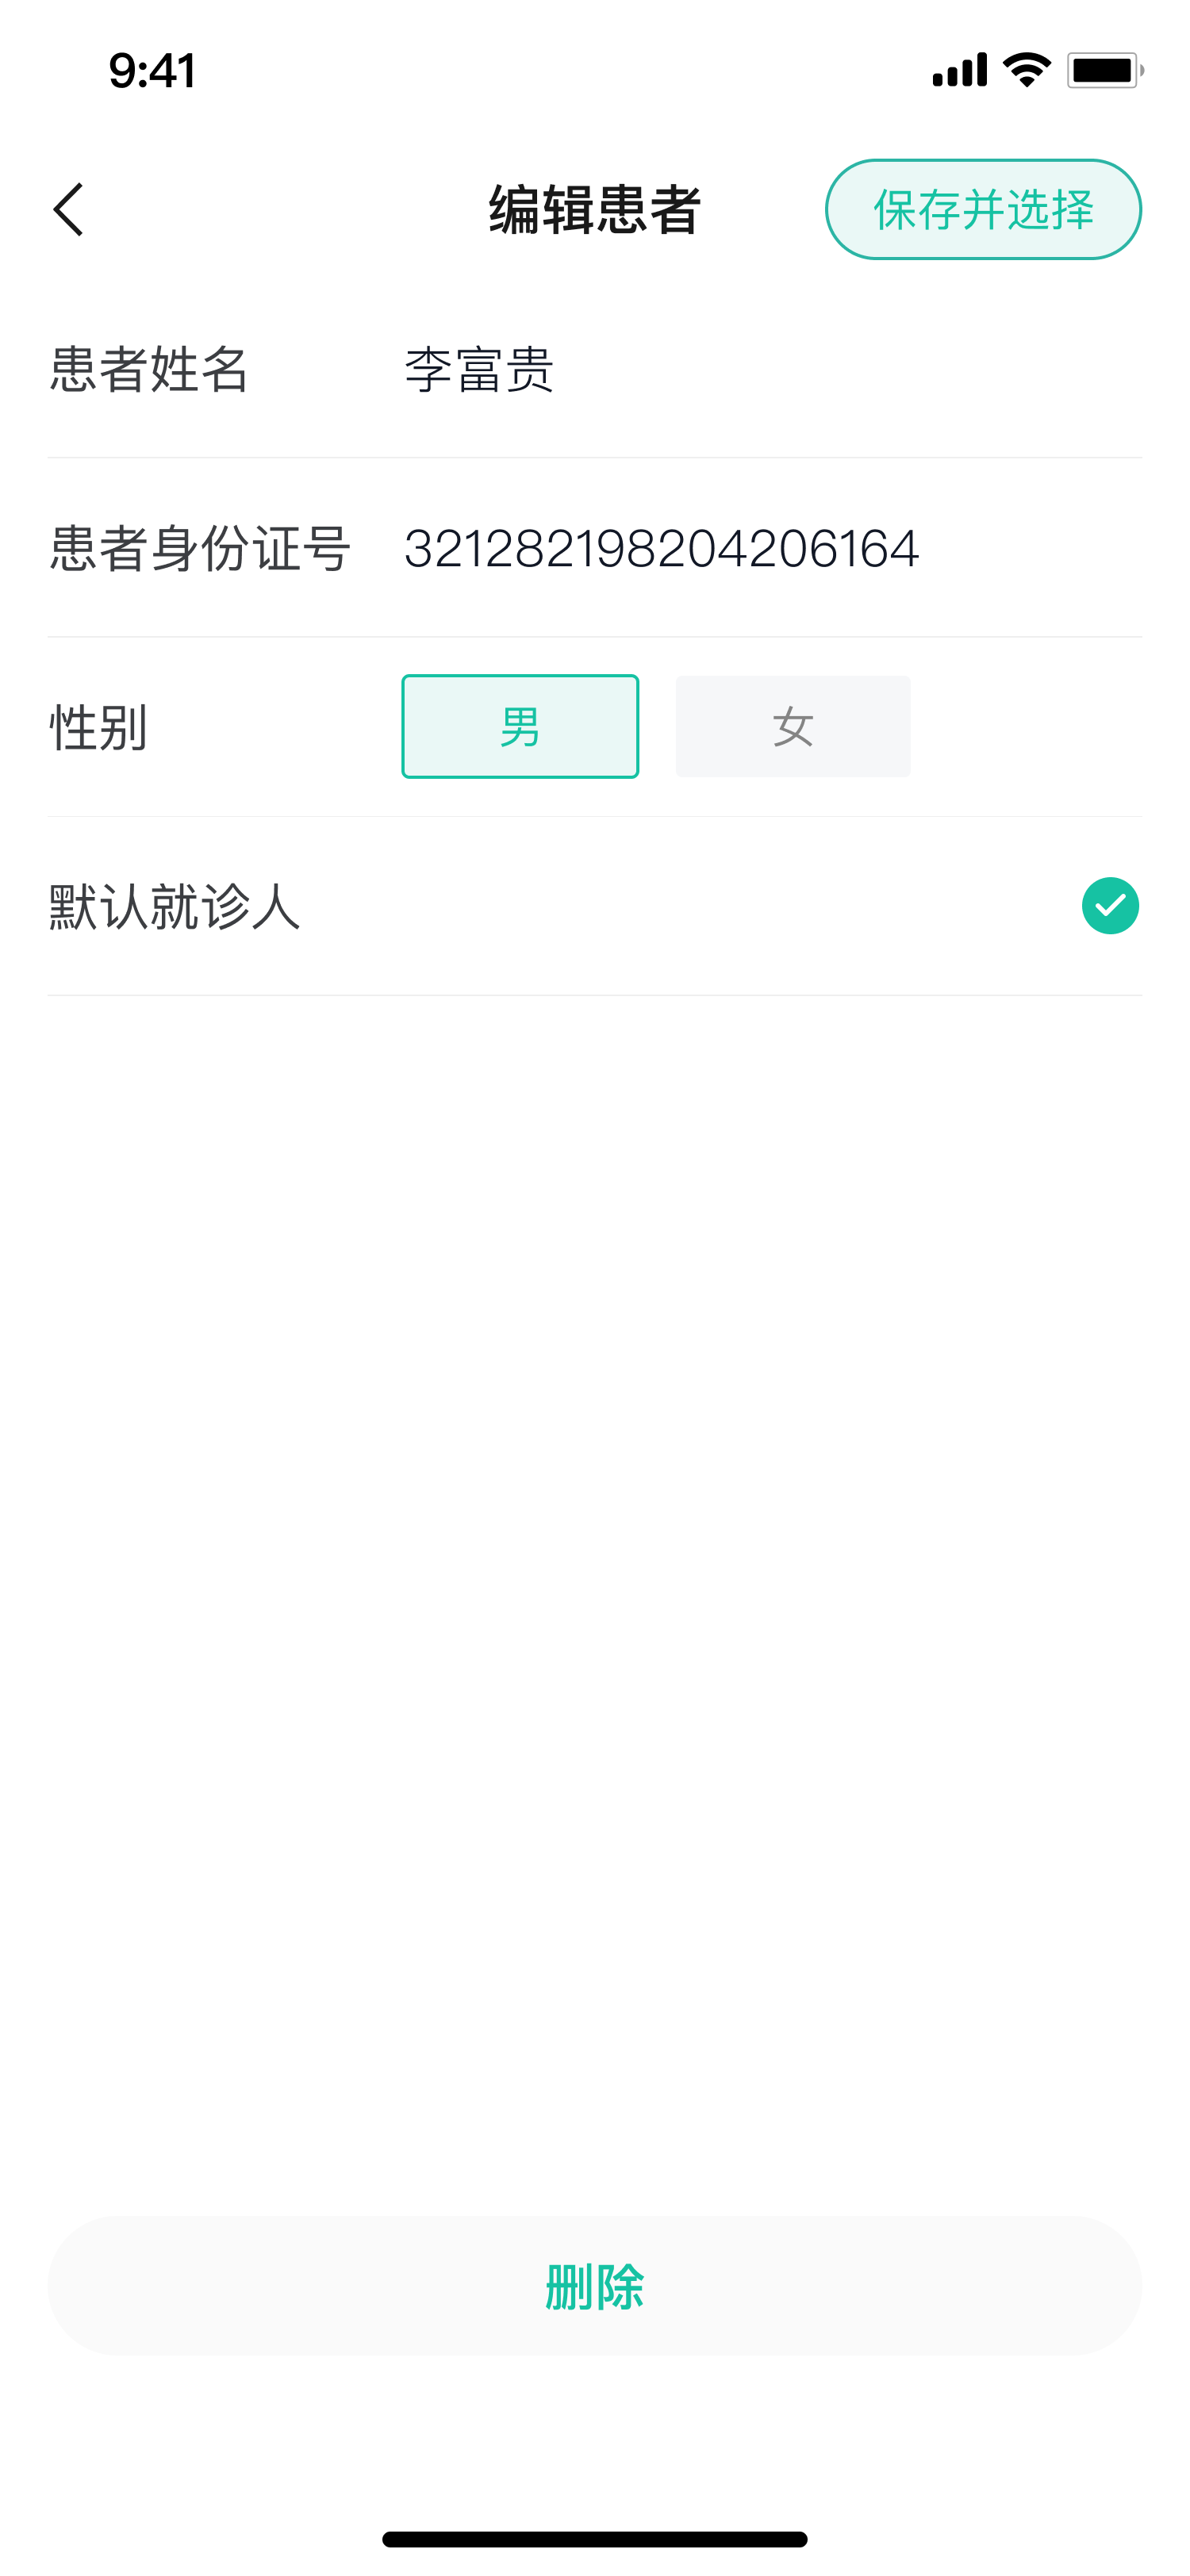 9:41
编辑患者
保存并选择
患者姓名 李富贵
患者身份证号 321282198204206164
性别 男 女
默认就诊人
删除